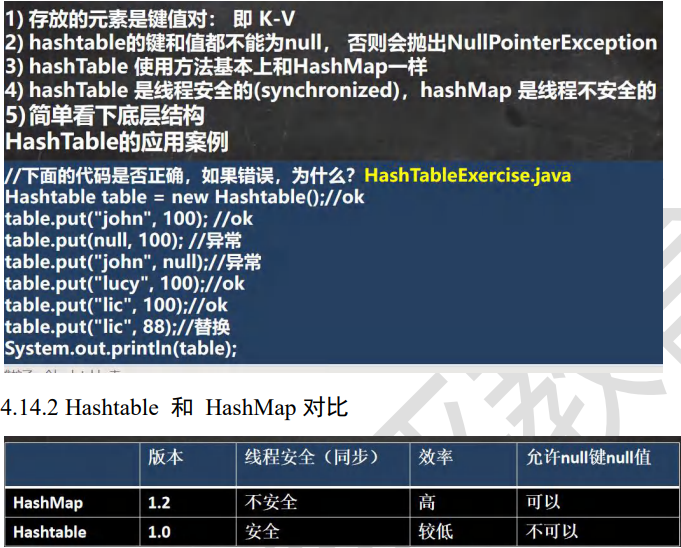 1) 存放的元素是键值对： 即 K-V
2) hashtable的键和值都不能为null， 否则会抛出NullPointerException
3) hashTable 使用方法基本上和HashMap一样
4) hashTable 是线程安全的(synchronized)，hashMap 是线程不安全的
5) 简单看下底层结构
HashTable的应用案例
//下面的代码是否正确，如果错误，为什么？HashTableExercise.java
Hashtable table = new Hashtable();//ok
table.put("john", 100); //ok
table.put(null, 100); //异常
table.put("john", null);//异常
table.put("lucy", 100);//ok
table.put("lic", 100);//ok
table.put("lic", 88);//替换
System.out.println(table);
4.14.2 Hashtable 和 HashMap 对比
版本 线程安全（同步） 效率 允许null键null值
HashMap 1.2 不安全 高 可以
Hashtable 1.0 安全 较低 不可以